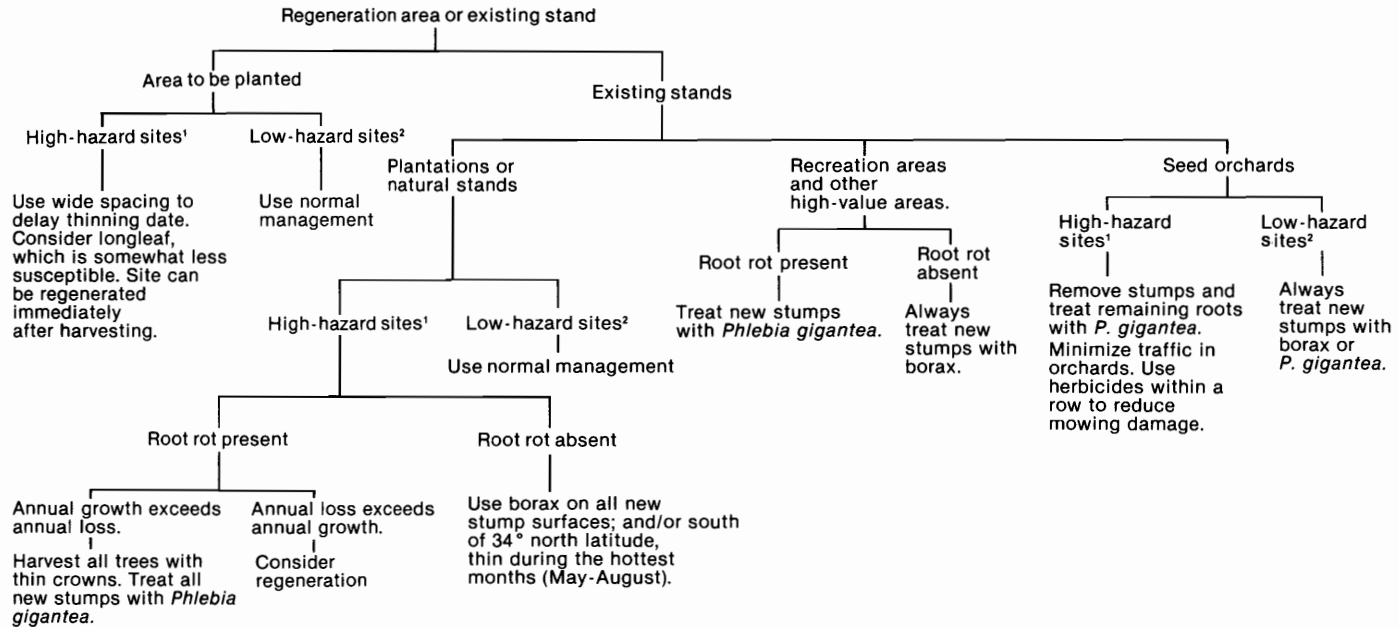 Regeneration area or existing stand
Area to be planted
Existing stands
High-hazard sites¹
Low-hazard sites²
Use wide spacing to
delay thinning date.
Consider longleaf,
which is somewhat less
susceptible. Site can
be regenerated
immediately
after harvesting.
Use normal
management
Plantations or
natural stands
Recreation areas
and other
high-value areas.
Seed orchards
Root rot present
Root rot
absent
Treat new stumps
with Phlebia gigantea.
Always
treat new
stumps with
borax.
High-hazard
sites¹
Low-hazard
sites²
Remove stumps and
treat remaining roots
with P. gigantea.
Minimize traffic in
orchards. Use
herbicides within a
row to reduce
mowing damage.
Always
treat new
stumps with
borax or
P. gigantea.
High-hazard sites¹
Low-hazard sites²
Use normal management
Root rot present
Root rot absent
Annual growth exceeds
annual loss.
Harvest all trees with
thin crowns. Treat all
new stumps with Phlebia
gigantea.
Annual loss exceeds
annual growth.
Consider
regeneration
Use borax on all new
stump surfaces; and/or south
of 34° north latitude,
thin during the hottest
months (May-August).